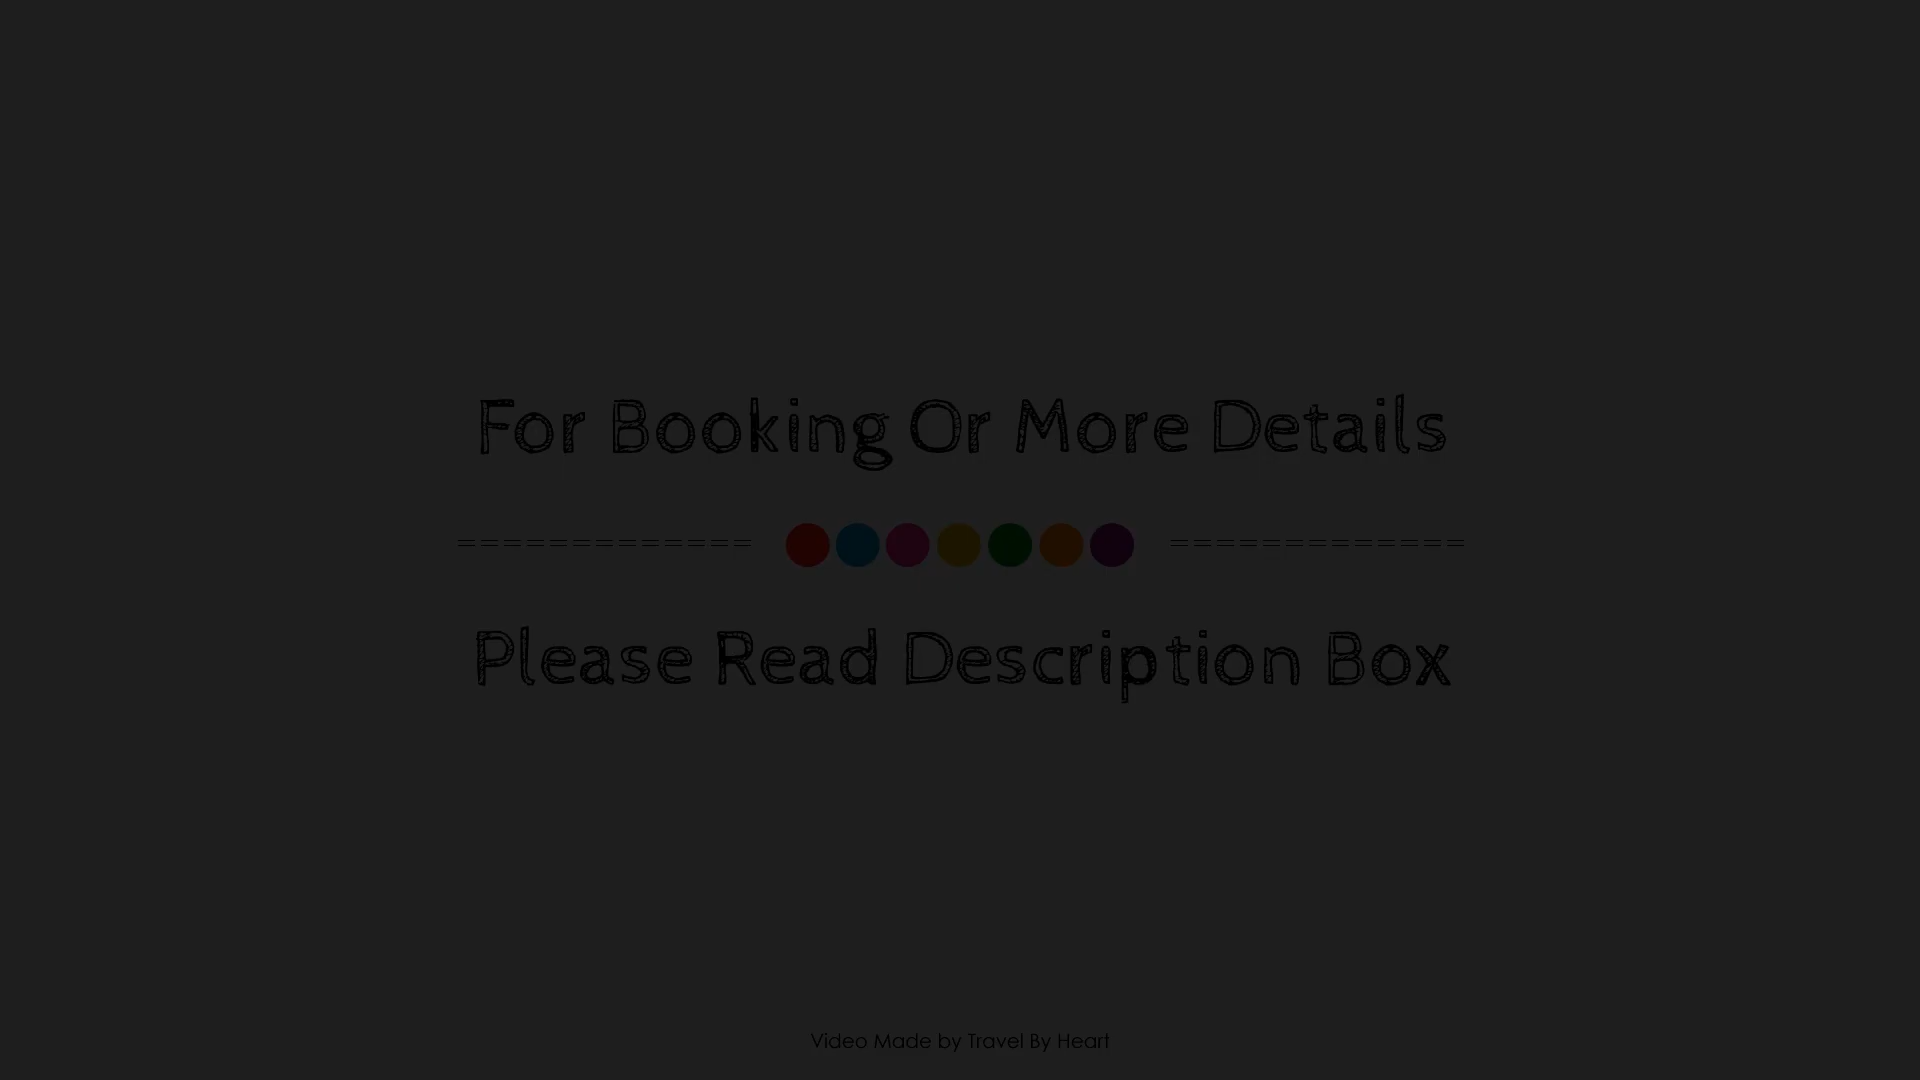 For Booking Or More Details
============= =============
Please Read Description Box
Video Made by Travel By Heart